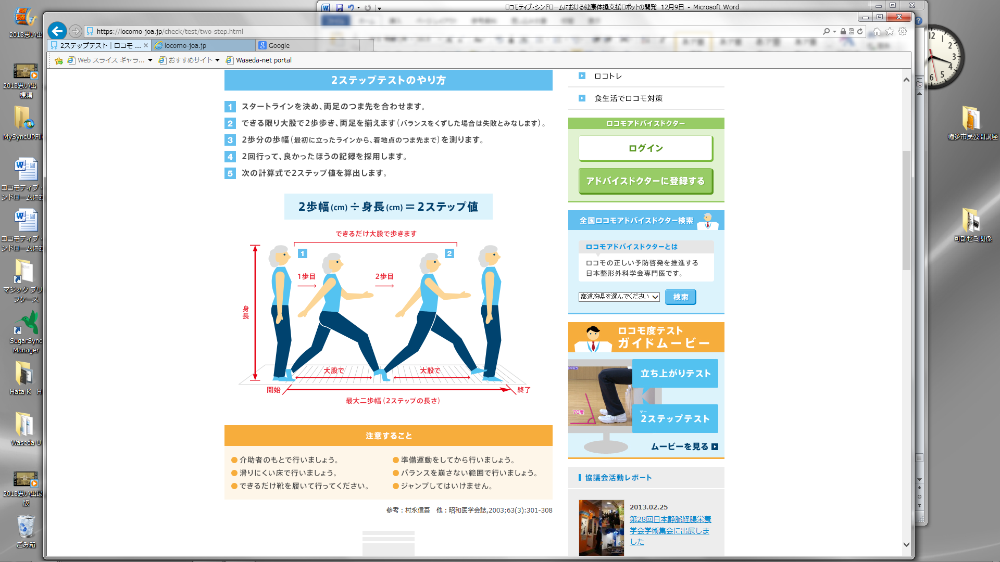 ロコモティブ・シンドロームにおける健康体操支援ロボットの開発 12月9日 - Microsoft Word
https://locomo-joa.jp/check/test/two-step.html
2ステップテスト | ロコモ ...
locomo-joa.jp
Google
Web スライス ギャラ...
おすすめサイト
Waseda-net portal
2ステップテストのやり方
1 スタートラインを決め、両足のつま先を合わせます。
2 できる限り大股で2歩歩き、両足を揃えます(バランスをくずした場合は失敗とみなします)。
3 2歩分の歩幅(最初に立ったラインから、着地点のつま先まで)を測ります。
4 2回行って、良かったほうの記録を採用します。
5 次の計算式で2ステップ値を算出します。
2歩幅(cm)÷身長(cm)=2ステップ値
できるだけ大股で歩きます
1
2
1歩目
2歩目
身長
大股で
大股で
開始
終了
最大二歩幅(2ステップの長さ)
注意すること
介助者のもとで行いましょう。
滑りにくい床で行いましょう。
できるだけ靴を履いて行ってください。
準備運動をしてから行いましょう。
バランスを崩さない範囲で行いましょう。
ジャンプしてはいけません。
参考:村永信吾 他:昭和医学会誌,2003;63(3):301-308
ロコトレ
食生活でロコモ対策
ロコモアドバイスドクター
ログイン
アドバイスドクターに登録する
全国ロコモアドバイスドクター検索
ロコモアドバイスドクターとは
ロコモの正しい予防啓発を推進する
日本整形外科学会専門医です。
都道府県を選んでください
検索
ロコモ度テスト
ガイドムービー
の場合
70度
立ち上がりテスト
ツー
2ステップテスト
ムービーを見る
協議会活動レポート
2013.02.25
第28回日本静脈経腸栄養
学会学術集会に出展しま
した
2013思い出
2013思い出
棟編
MySyncUPFil
ロコモティブ・
ンドロームにお
ロコモティブ・
ンドロームにお
マジック ブリ
フケース
SugarSync
Manager
Hata K H
Waseda U
2013思い出最
版
ごみ箱
幡多市民公開講座
可部ゼミ関係
12
1
2
3
4
5
6